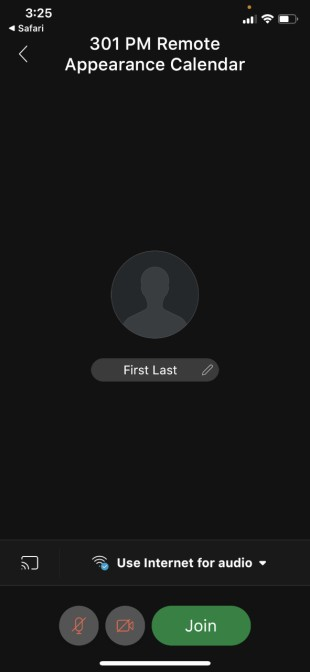 3:25
◀ Safari
301 PM Remote
Appearance Calendar
First Last
Use Internet for audio
Join